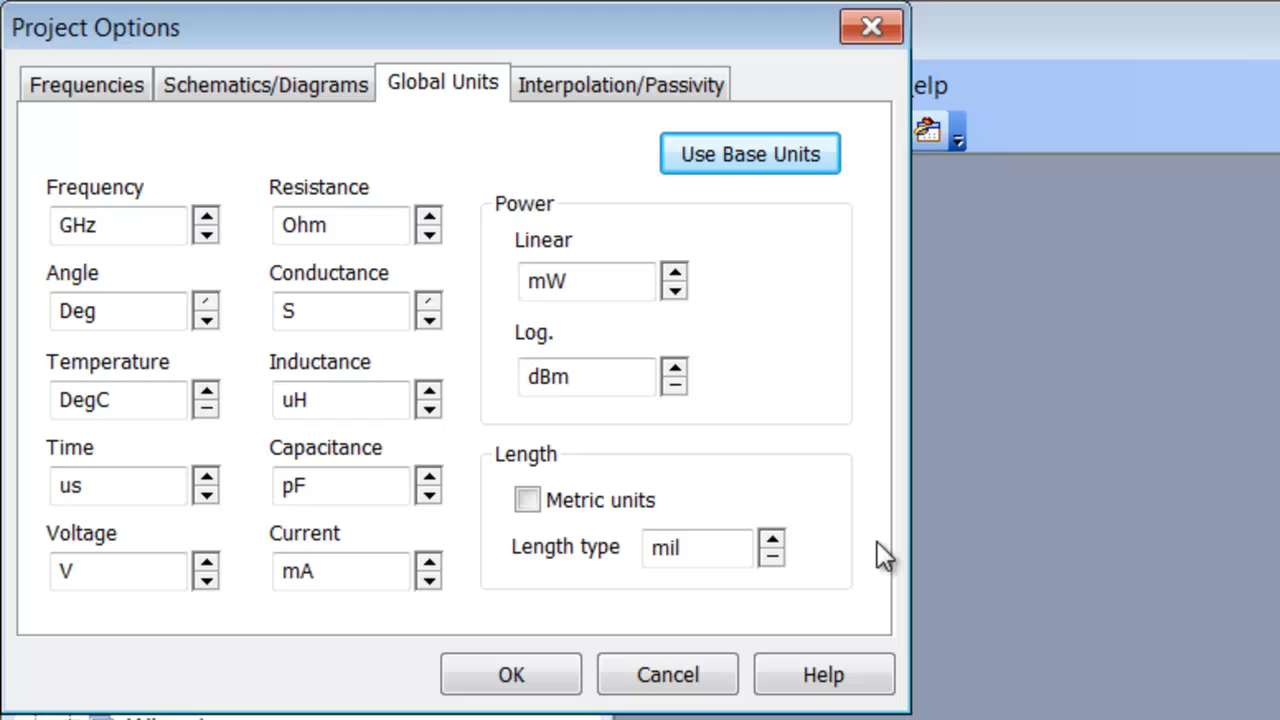 Project Options
Frequencies Schematics/Diagrams Global Units Interpolation/Passivity
elp
Use Base Units
Frequency
GHz
Angle
Deg
Temperature
DegC
Time
us
Voltage
V
Resistance
Ohm
Conductance
S
Inductance
uH
Capacitance
pF
Current
mA
Power
Linear
mW
Log.
dBm
Length
Metric units
Length type
mil
OK Cancel Help